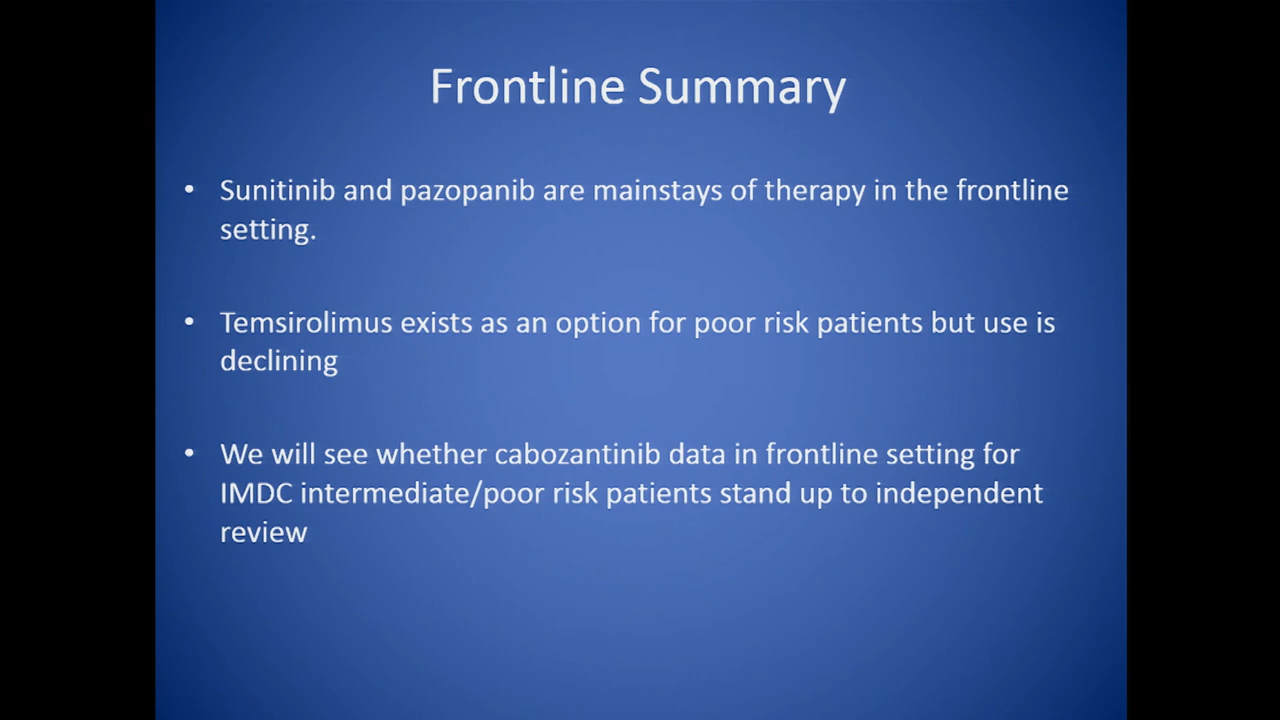 Frontline Summary
• Sunitinib and pazopanib are mainstays of therapy in the frontline
setting.
• Temsirolimus exists as an option for poor risk patients but use is
declining
• We will see whether cabozantinib data in frontline setting for
IMDC intermediate/poor risk patients stand up to independent
review